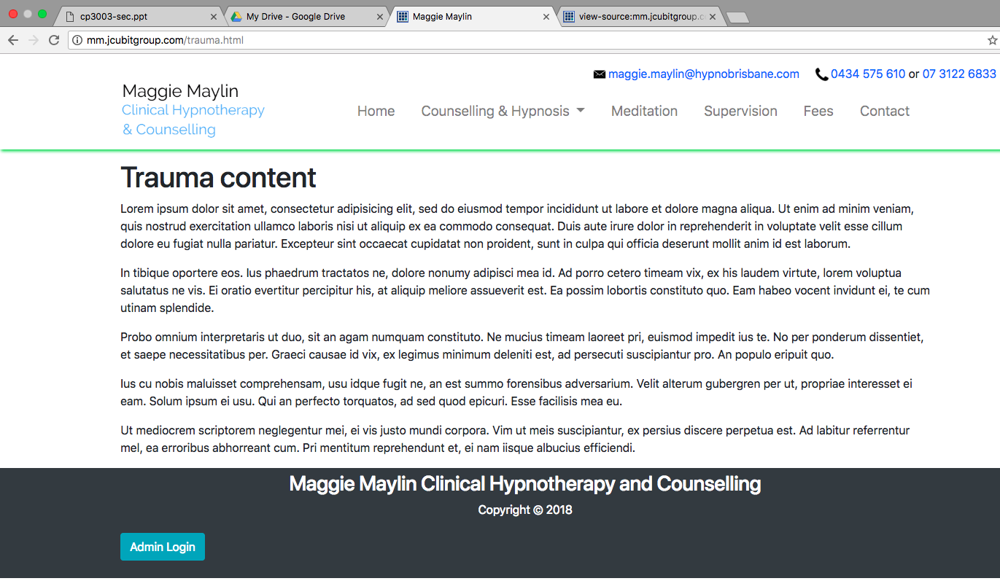 cp3003-sec.ppt
My Drive - Google Drive
Maggie Maylin
view-source:mm.jcubitgroup.c
mm.jcubitgroup.com/trauma.html
maggie.maylin@hypnobrisbane.com 0434 575 610 or 07 3122 6833
Maggie Maylin
Clinical Hypnotherapy
& Counselling
Home Counselling & Hypnosis Meditation Supervision Fees Contact
Trauma content
Lorem ipsum dolor sit amet, consectetur adipisicing elit, sed do eiusmod tempor incididunt ut labore et dolore magna aliqua. Ut enim ad minim veniam,
quis nostrud exercitation ullamco laboris nisi ut aliquip ex ea commodo consequat. Duis aute irure dolor in reprehenderit in voluptate velit esse cillum
dolore eu fugiat nulla pariatur. Excepteur sint occaecat cupidatat non proident, sunt in culpa qui officia deserunt mollit anim id est laborum.
In tibique oportere eos. Ius phaedrum tractatos ne, dolore nonumy adipisci mea id. Ad porro cetero timeam vix, ex his laudem virtute, lorem voluptua
salutatus ne vis. Ei oratio evertitur percipitur his, at aliquip meliore assueverit est. Ea possim lobortis constituto quo. Eam habeo vocent invidunt ei, te cum
utinam splendide.
Probo omnium interpretaris ut duo, sit an agam numquam constituto. Ne mucius timeam laoreet pri, euismod impedit ius te. No per ponderum dissentiet,
et saepe necessitatibus per. Graeci causae id vix, ex legimus minimum deleniti est, ad persecuti suscipiantur pro. An populo eripuit quo.
Ius cu nobis maluisset comprehensam, usu idque fugit ne, an est summo forensibus adversarium. Velit alterum gubergren per ut, propriae interesset ei
eam. Solum ipsum ei usu. Qui an perfecto torquatos, ad sed quod epicuri. Esse facilisis mea eu.
Ut mediocrem scriptorem neglegentur mei, ei vis justo mundi corpora. Vim ut meis suscipiantur, ex persius discere perpetua est. Ad labitur referrentur
mel, ea erroribus abhorreant cum. Pri mentitum reprehendunt et, ei nam iisque albucius efficiendi.
Maggie Maylin Clinical Hypnotherapy and Counselling
Copyright © 2018
Admin Login